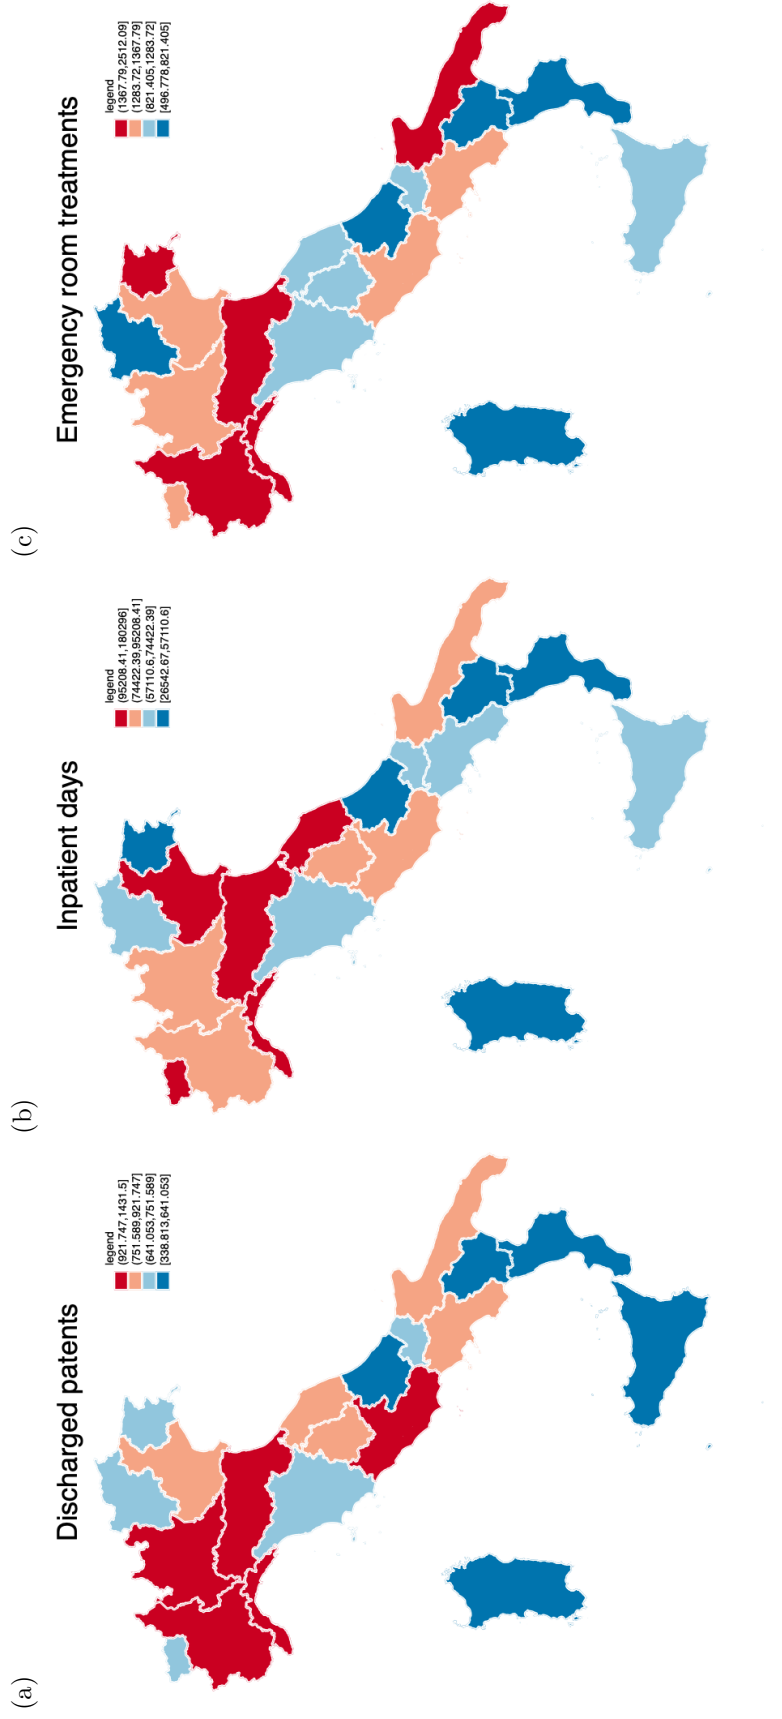 (a)
Discharged patents
legend
(921.747,1431.5]
(751.589,921.747]
(641.053,751.589]
[338.813,641.053]
(b)
Inpatient days
legend
(95208.41,180296]
(74422.39,95208.41]
(57110.6,74422.39]
[26542.67,57110.6]
(c)
Emergency room treatments
legend
(1367.79,2512.09]
(1283.72,1367.79]
(821.405,1283.72]
[496.778,821.405]